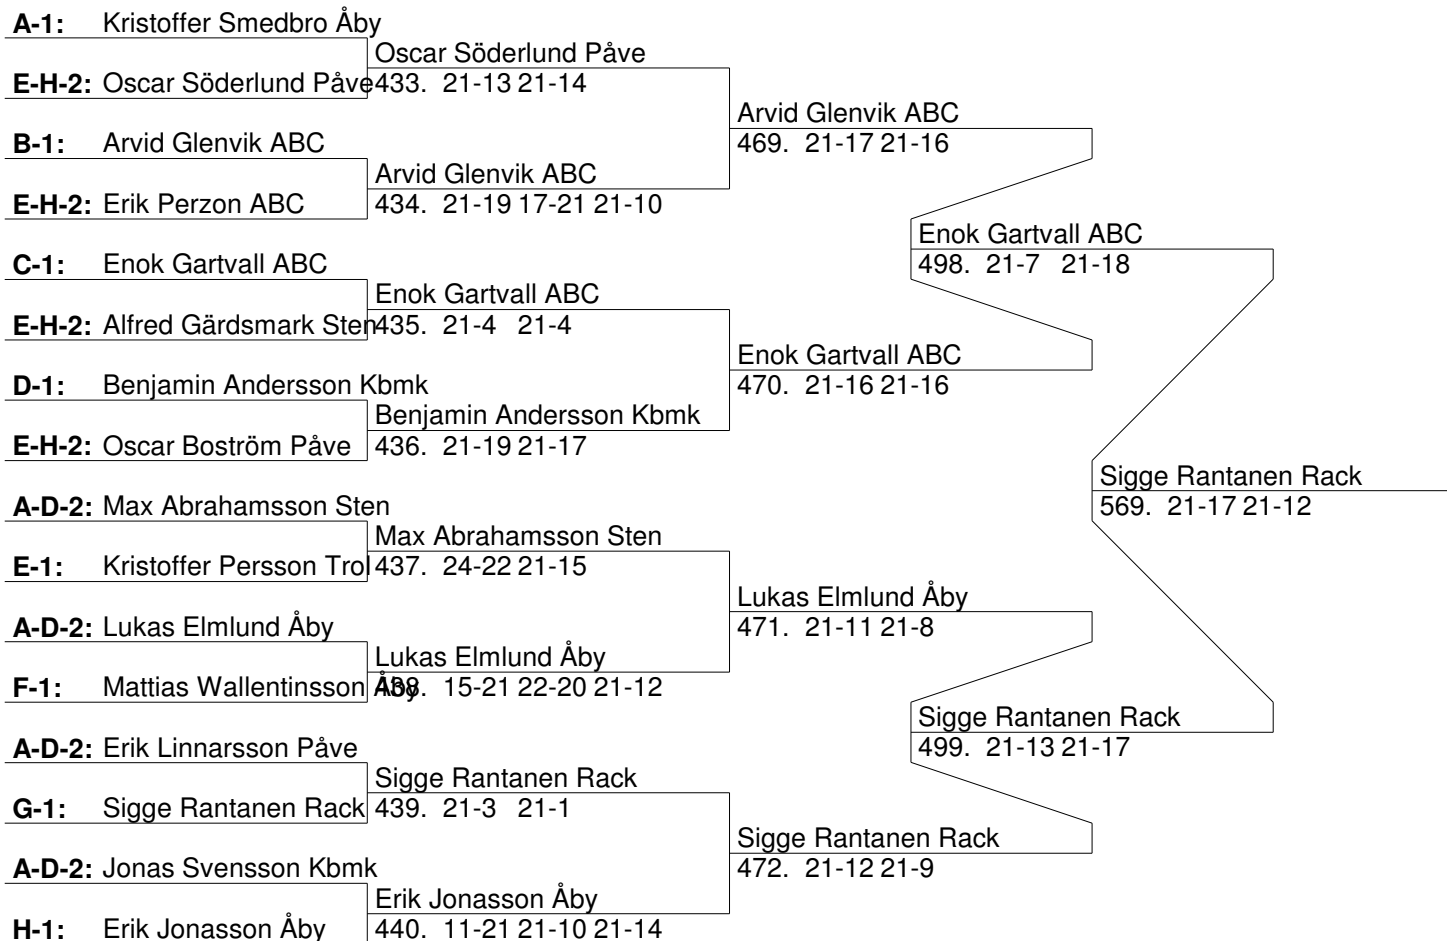 A-1: Kristoffer Smedbro Åby
Oscar Söderlund Påve
E-H-2: Oscar Söderlund Påve 433. 21-13 21-14
Arvid Glenvik ABC
B-1: Arvid Glenvik ABC
469. 21-17 21-16
Arvid Glenvik ABC
E-H-2: Erik Perzon ABC
434. 21-19 17-21 21-10
Enok Gartvall ABC
C-1: Enok Gartvall ABC
498. 21-7 21-18
Enok Gartvall ABC
E-H-2: Alfred Gärdsmark Sten 435. 21-4 21-4
Enok Gartvall ABC
D-1: Benjamin Andersson Kbmk
470. 21-16 21-16
Benjamin Andersson Kbmk
E-H-2: Oscar Boström Påve
436. 21-19 21-17
Sigge Rantanen Rack
A-D-2: Max Abrahamsson Sten
569. 21-17 21-12
Max Abrahamsson Sten
E-1: Kristoffer Persson Trol 437. 24-22 21-15
Lukas Elmlund Åby
A-D-2: Lukas Elmlund Åby
471. 21-11 21-8
Lukas Elmlund Åby
F-1: Mattias Wallentinsson Åby 438. 15-21 22-20 21-12
Sigge Rantanen Rack
A-D-2: Erik Linnarsson Påve
499. 21-13 21-17
Sigge Rantanen Rack
G-1: Sigge Rantanen Rack 439. 21-3 21-1
Sigge Rantanen Rack
A-D-2: Jonas Svensson Kbmk
472. 21-12 21-9
Erik Jonasson Åby
H-1: Erik Jonasson Åby
440. 11-21 21-10 21-14